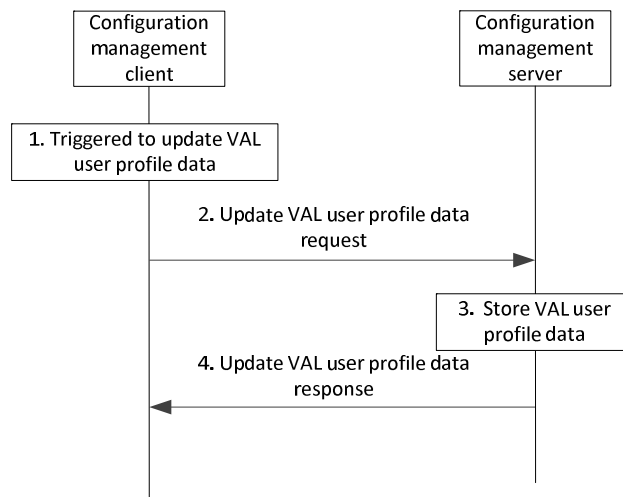 Configuration
management
client
Configuration
management
server
1. Triggered to update VAL
user profile data
2. Update VAL user profile data
request
3. Store VAL user
profile data
4. Update VAL user profile data
response